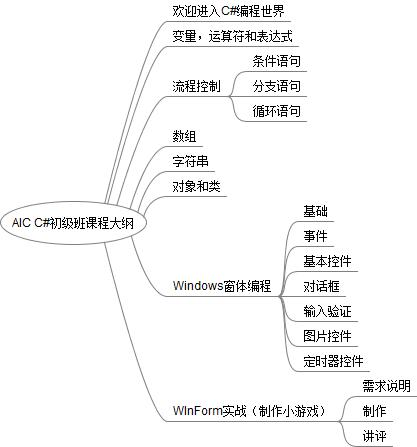 欢迎进入C#编程世界
变量，运算符和表达式
流程控制
条件语句
分支语句
循环语句
数组
字符串
对象和类
AIC C#初级班课程大纲
Windows窗体编程
基础
事件
基本控件
对话框
输入验证
图片控件
定时器控件
WInForm实战（制作小游戏）
需求说明
制作
讲评